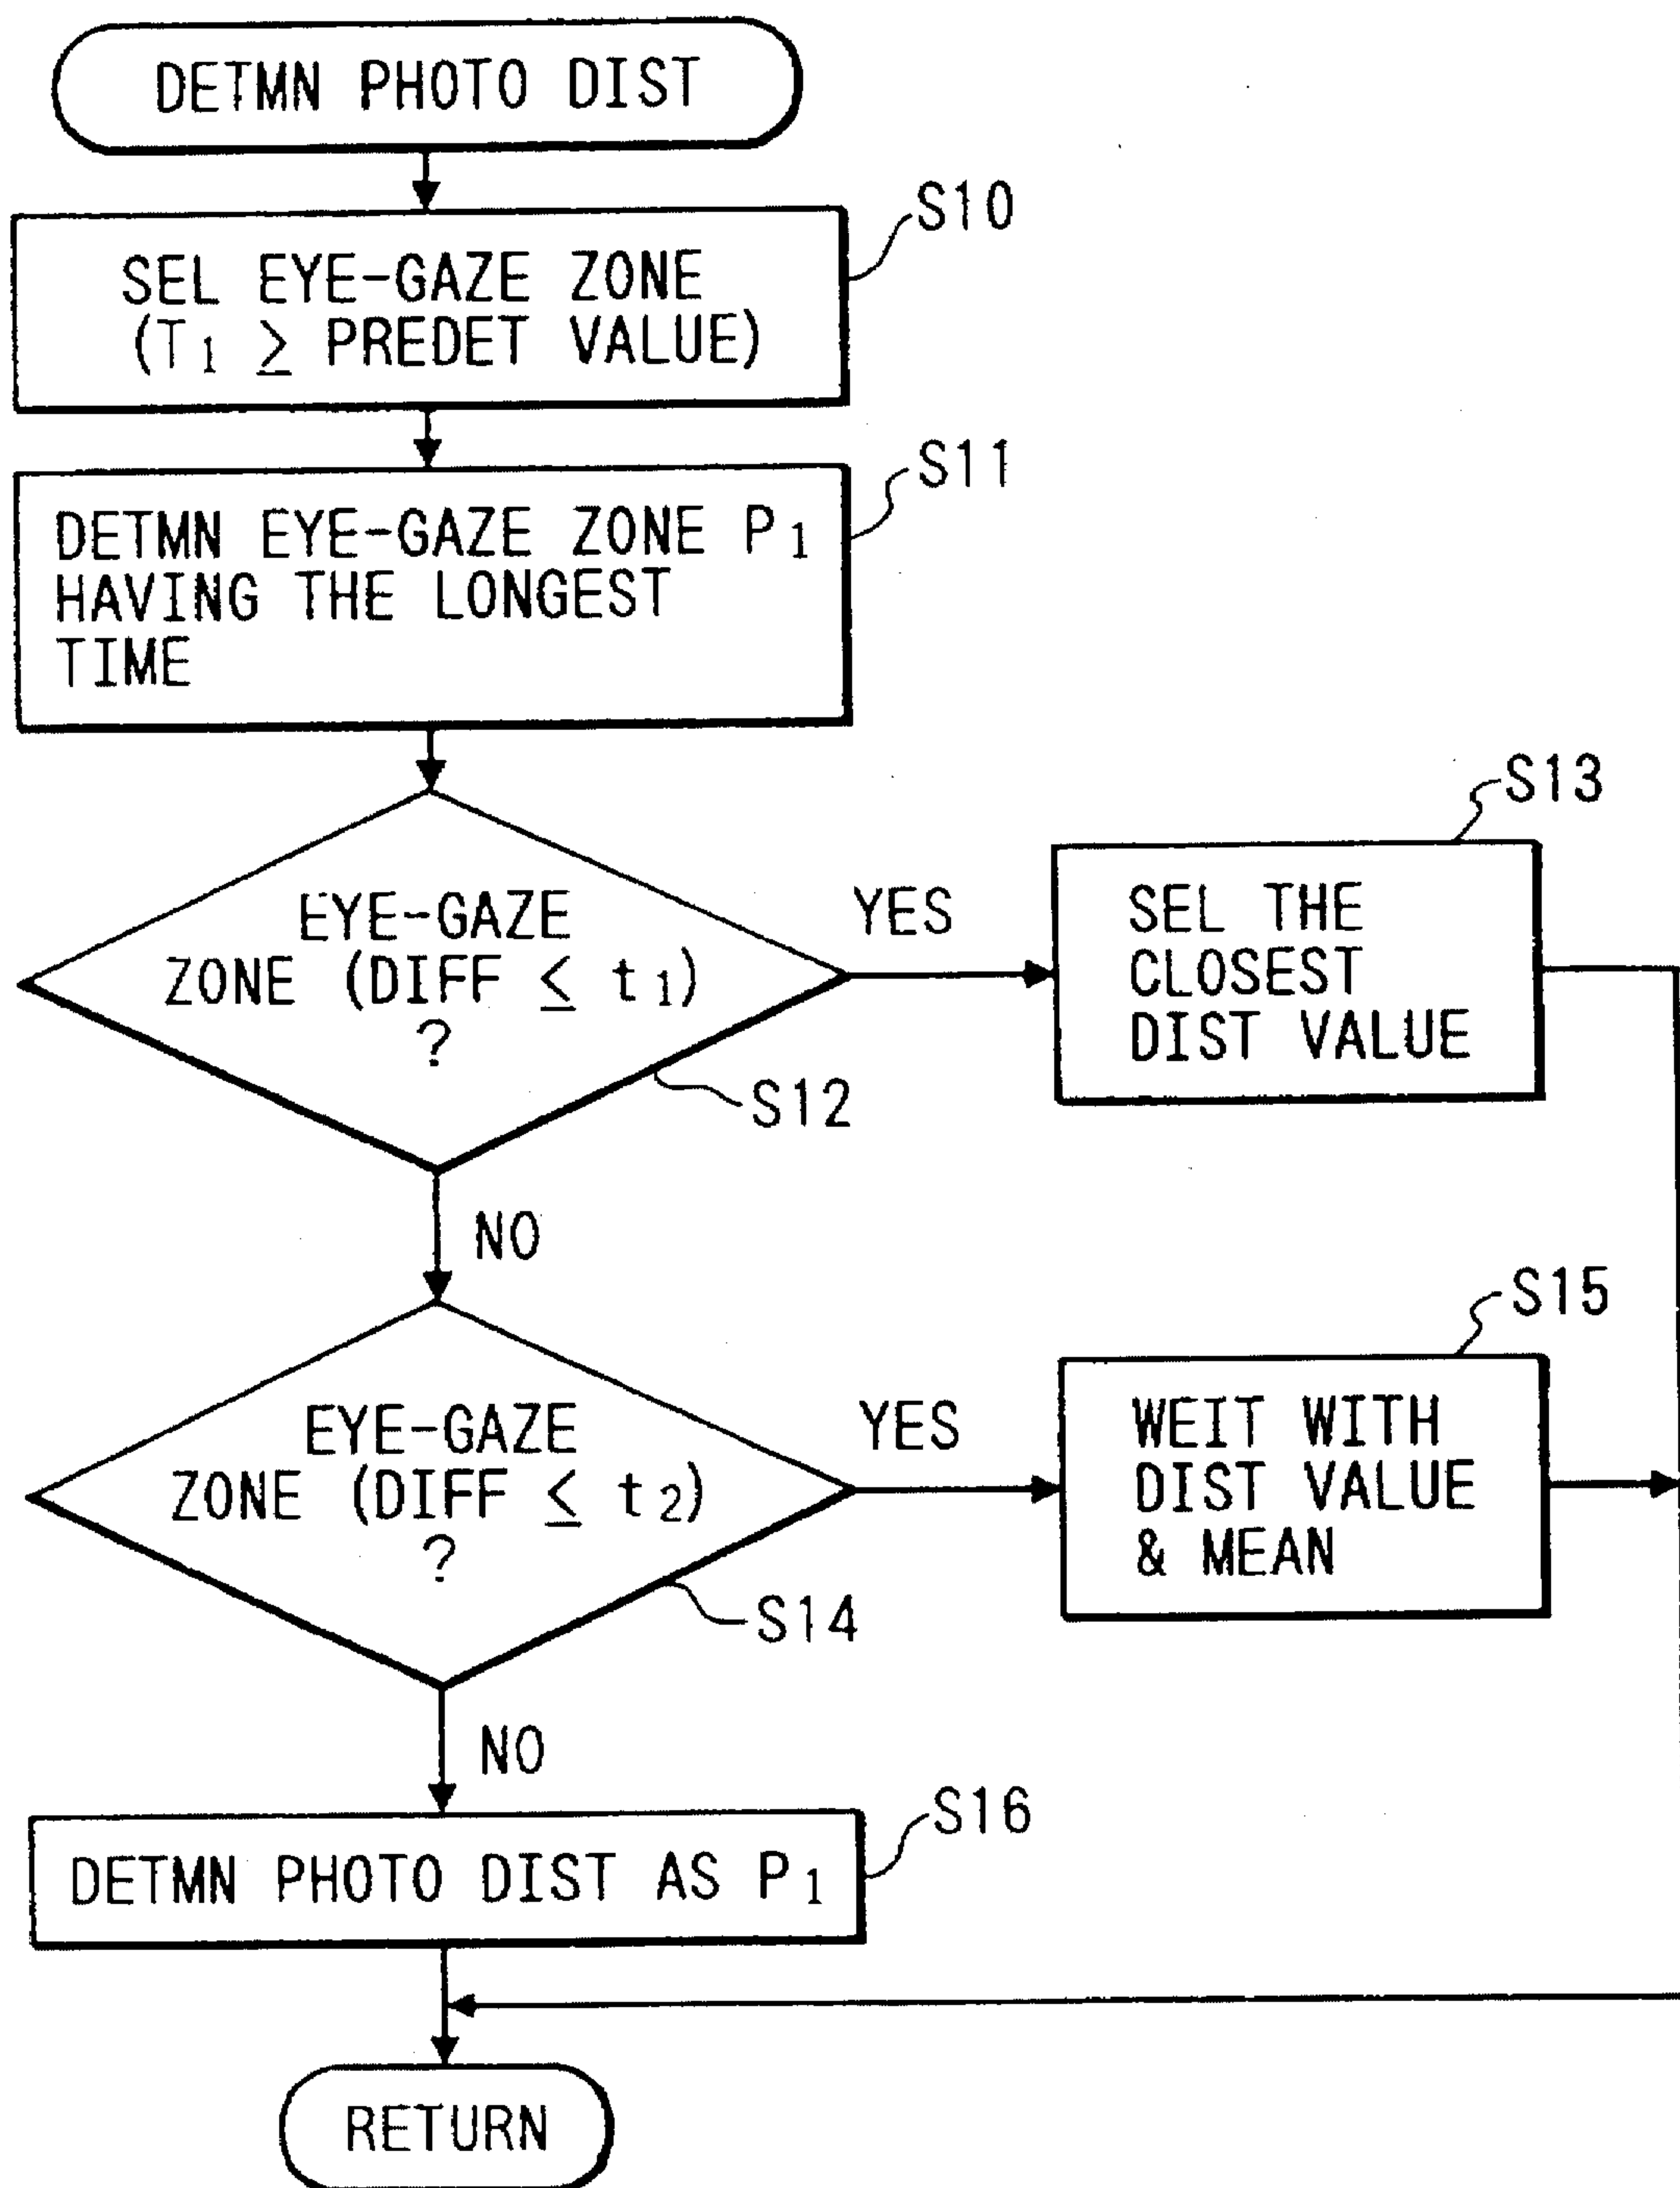 DETMN PHOTO DIST
S10
SEL EYE-GAZE ZONE
(T1 ≥ PREDET VALUE)
S11
DETMN EYE-GAZE ZONE P1
HAVING THE LONGEST
TIME
S13
EYE-GAZE
ZONE (DIFF ≤ t1)
?
YES
SEL THE
CLOSEST
DIST VALUE
S12
NO
S15
EYE-GAZE
ZONE (DIFF ≤ t2)
?
YES
WEIT WITH
DIST VALUE
& MEAN
S14
NO
S16
DETMN PHOTO DIST AS P1
RETURN